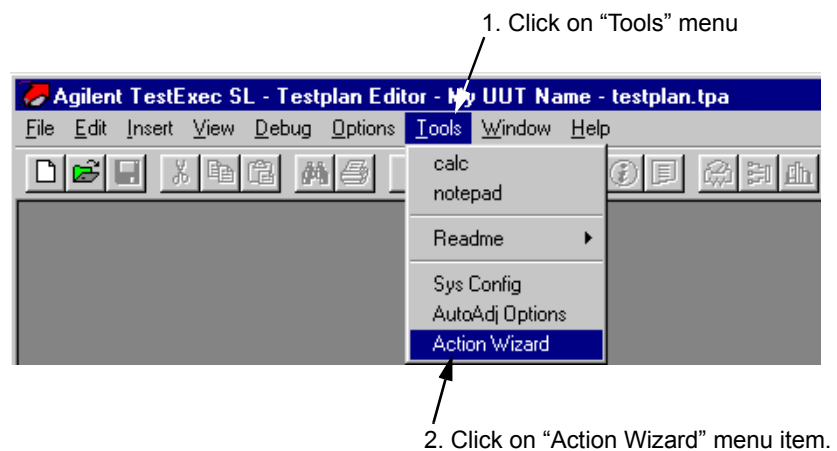 1. Click on “Tools” menu
Agilent TestExec SL - Testplan Editor - My UUT Name - testplan.tpa
File Edit Insert View Debug Options Tools Window Help
calc
notepad
Readme
Sys Config
AutoAdj Options
Action Wizard
2. Click on “Action Wizard” menu item.